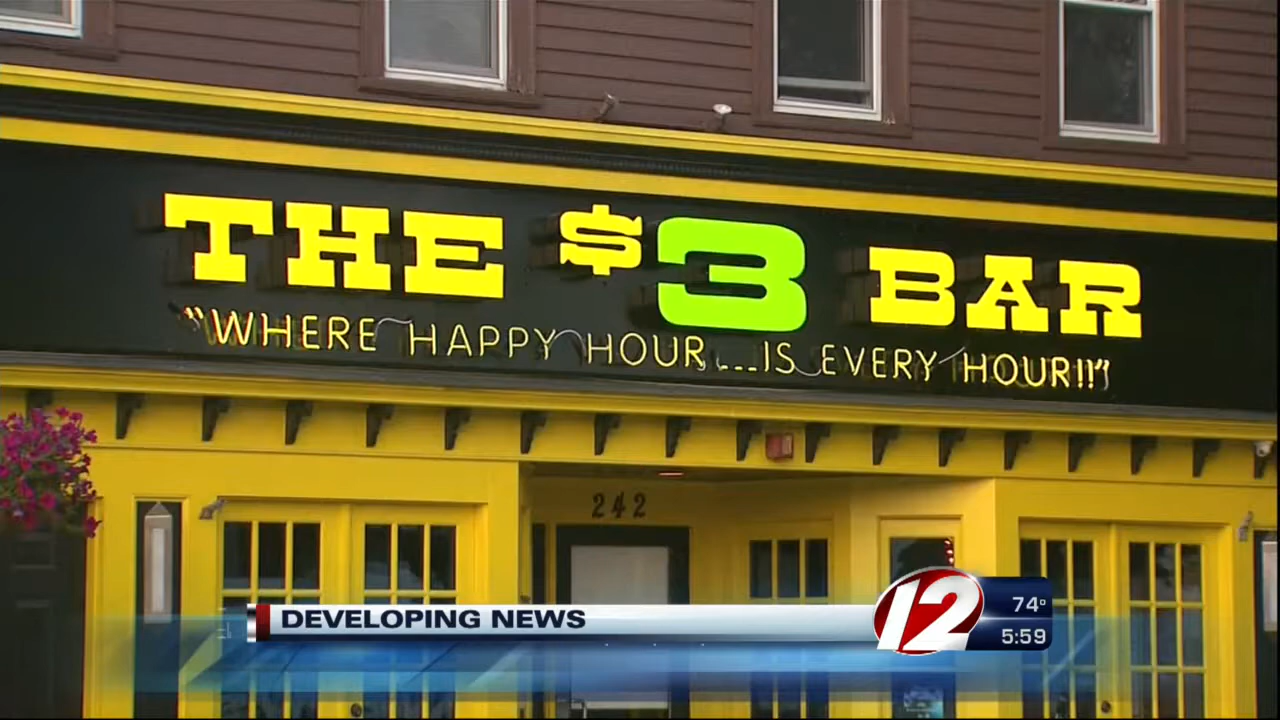 THE $3 BAR
"WHERE HAPPY HOUR....IS EVERY HOUR!!"
242
DEVELOPING NEWS
12
74°
5:59